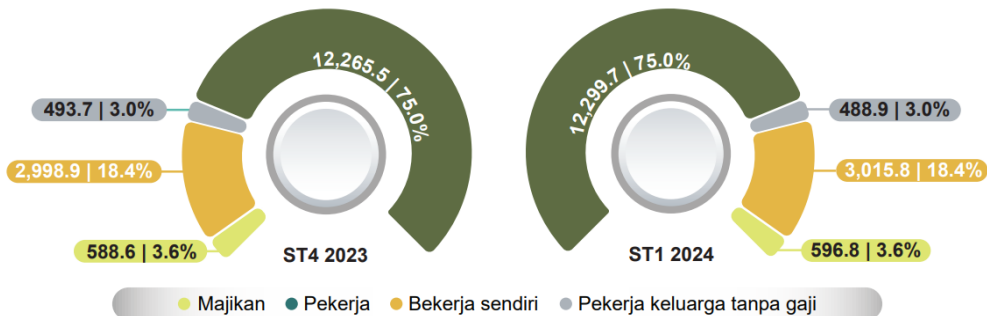 12,265.5 | 75.0%
493.7 | 3.0%
2,998.9 | 18.4%
588.6 | 3.6%
ST4 2023
12,299.7 | 75.0%
488.9 | 3.0%
3,015.8 | 18.4%
596.8 | 3.6%
ST1 2024
Majikan Pekerja Bekerja sendiri Pekerja keluarga tanpa gaji